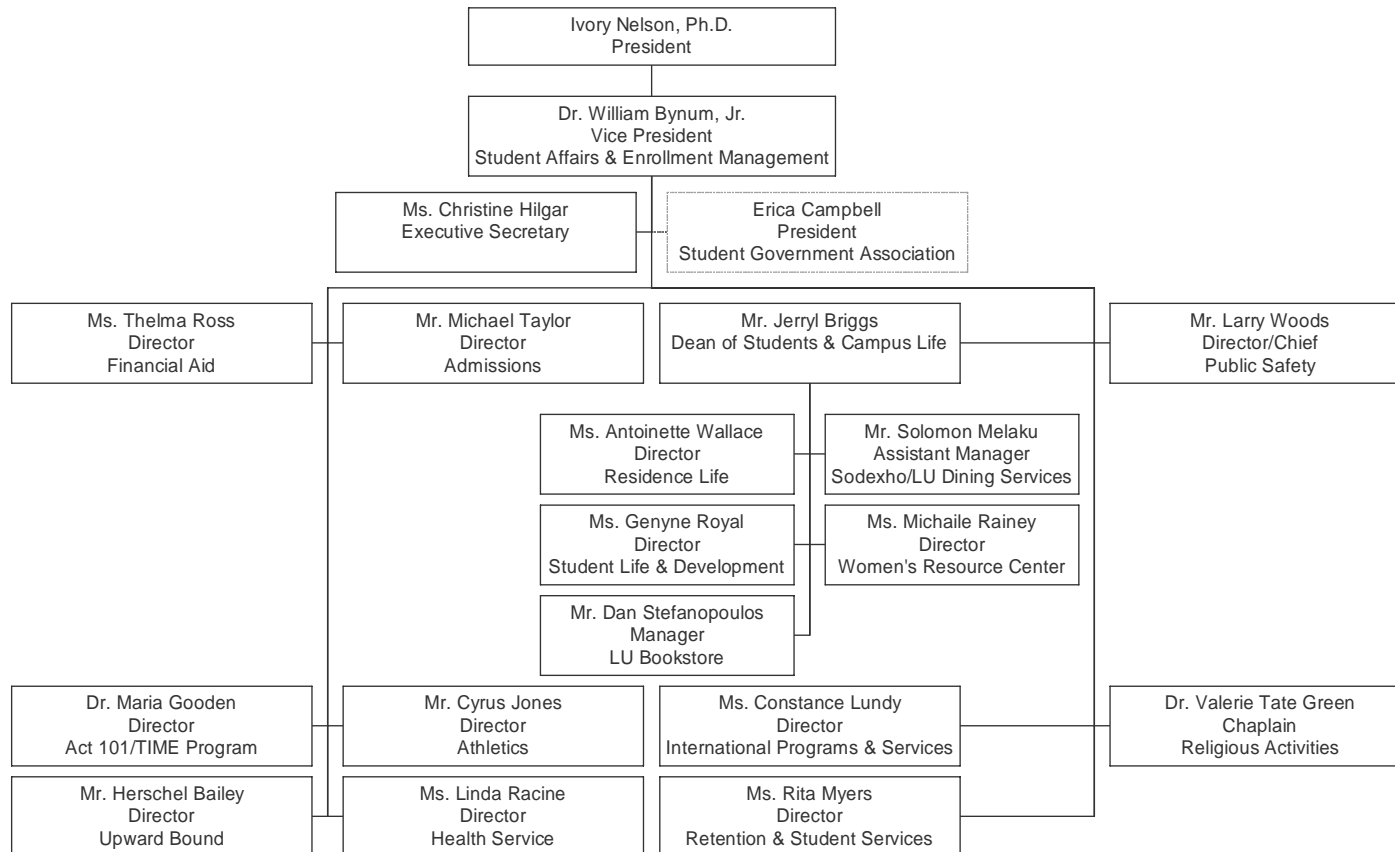 Ivory Nelson, Ph.D.
President
Dr. William Bynum, Jr.
Vice President
Student Affairs & Enrollment Management
Ms. Christine Hilgar
Executive Secretary
Erica Campbell
President
Student Government Association
Ms. Thelma Ross
Director
Financial Aid
Mr. Michael Taylor
Director
Admissions
Mr. Jerryl Briggs
Dean of Students & Campus Life
Mr. Larry Woods
Director/Chief
Public Safety
Ms. Antoinette Wallace
Director
Residence Life
Mr. Solomon Melaku
Assistant Manager
Sodexho/LU Dining Services
Ms. Genyne Royal
Director
Student Life & Development
Ms. Michaile Rainey
Director
Women's Resource Center
Mr. Dan Stefanopoulos
Manager
LU Bookstore
Dr. Maria Gooden
Director
Act 101/TIME Program
Mr. Cyrus Jones
Director
Athletics
Ms. Constance Lundy
Director
International Programs & Services
Dr. Valerie Tate Green
Chaplain
Religious Activities
Mr. Herschel Bailey
Director
Upward Bound
Ms. Linda Racine
Director
Health Service
Ms. Rita Myers
Director
Retention & Student Services